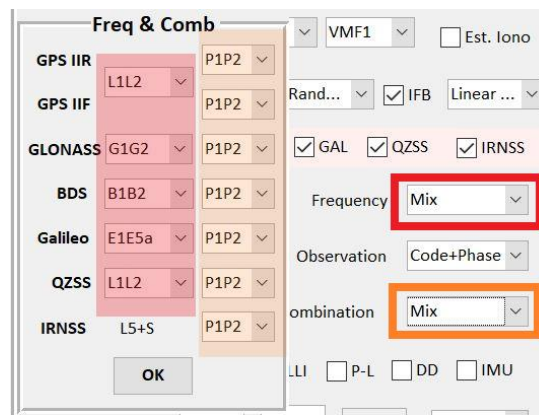 Freq & Comb
GPS IIR
L1L2
P1P2
GPS IIF
P1P2
GLONASS G1G2 P1P2
BDS B1B2 P1P2
Galileo E1E5a P1P2
QZSS L1L2 P1P2
IRNSS L5+S P1P2
OK
VMF1 Est. Iono
Rand... IFB Linear ...
GAL QZSS IRNSS
Frequency Mix
Observation Code+Phase
ombination Mix
LLI P-L DD IMU